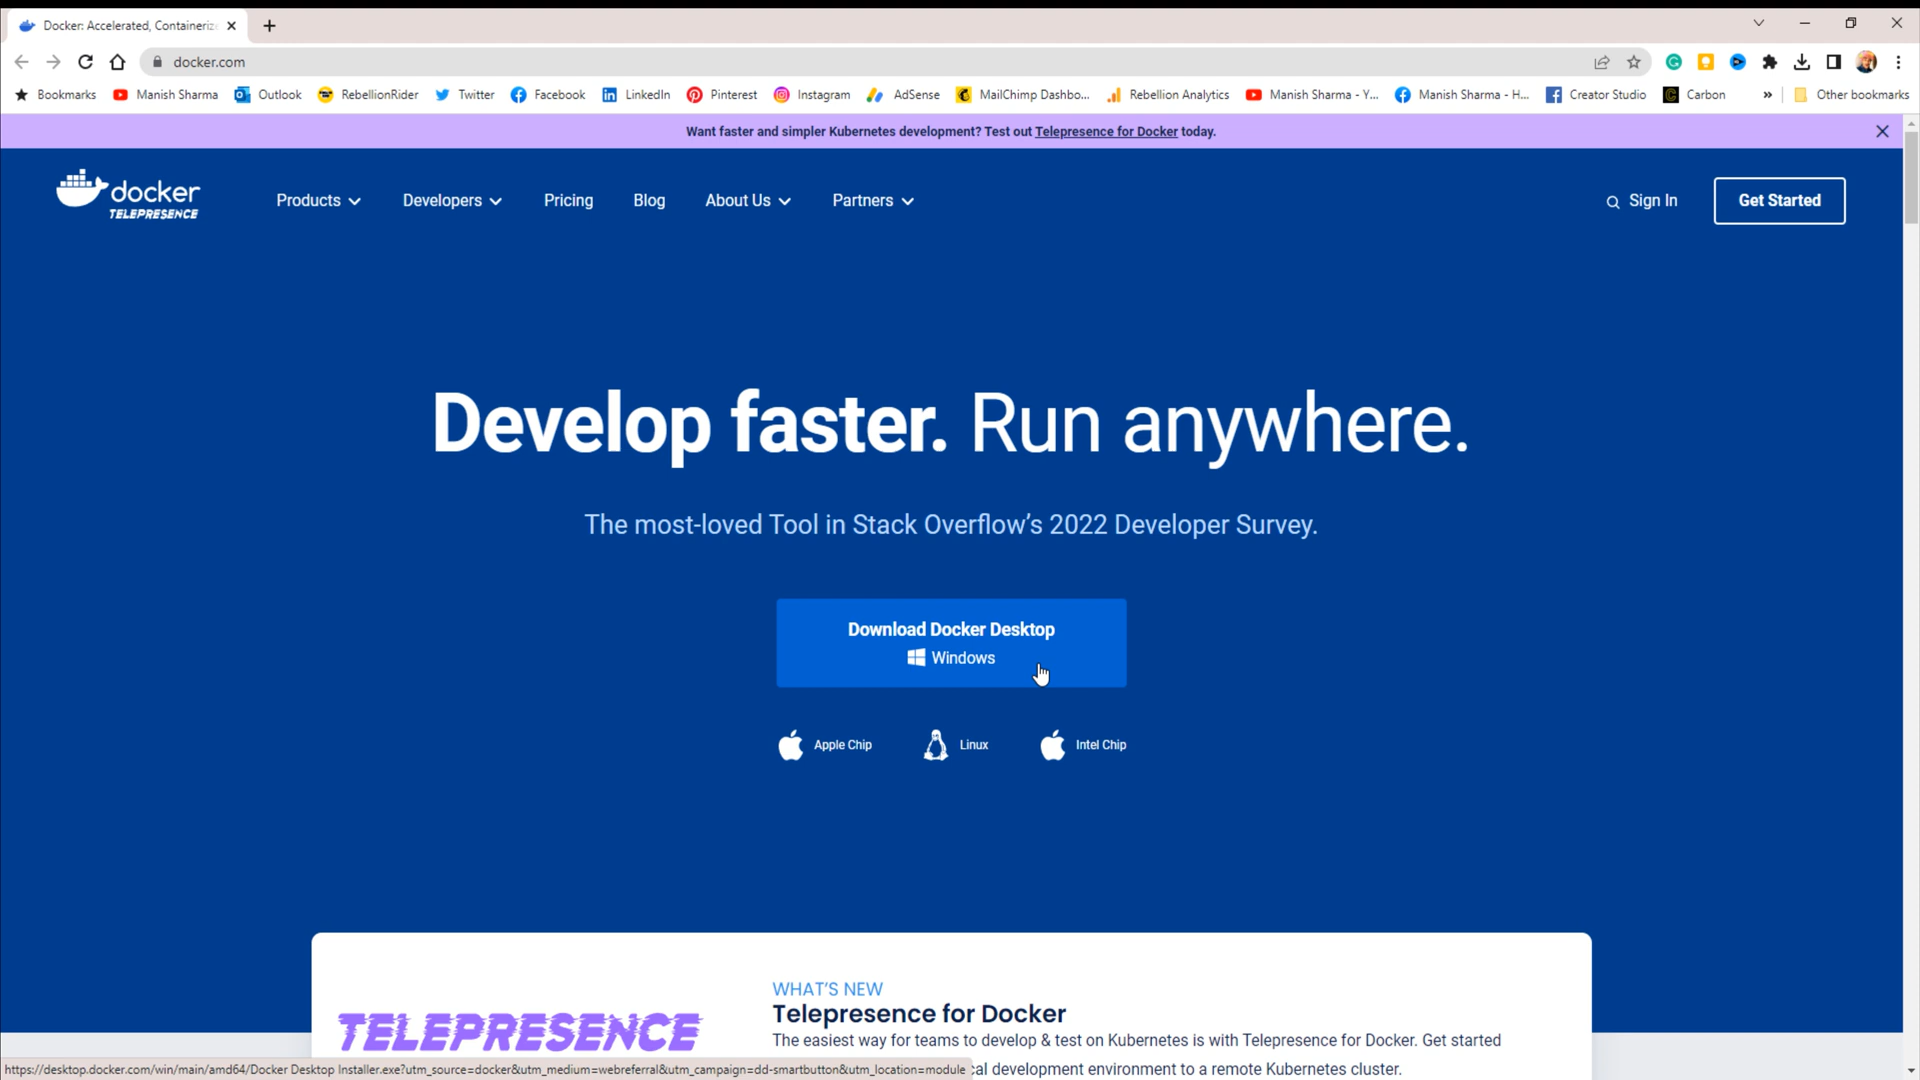 Docker: Accelerated, Containeriz
docker.com
Bookmarks Manish Sharma Outlook RebellionRider Twitter Facebook LinkedIn Pinterest Instagram AdSense MailChimp Dashbo... Rebellion Analytics Manish Sharma - Y... Manish Sharma - H... Creator Studio Carbon » Other bookmarks
Want faster and simpler Kubernetes development? Test out Telepresence for Docker today.
docker
TELEPRESENCE
Products Developers Pricing Blog About Us Partners Sign In Get Started
Develop faster. Run anywhere.
The most-loved Tool in Stack Overflow's 2022 Developer Survey.
Download Docker Desktop
Windows
Apple Chip Linux Intel Chip
WHAT'S NEW
Telepresence for Docker
TELEPRESENCE
The easiest way for teams to develop & test on Kubernetes is with Telepresence for Docker. Get started
cal development environment to a remote Kubernetes cluster.
https://desktop.docker.com/win/main/amd64/Docker Desktop Installer.exe?utm_source=docker&utm_medium=webreferral&utm_campaign=dd-smartbutton&utm_location=module